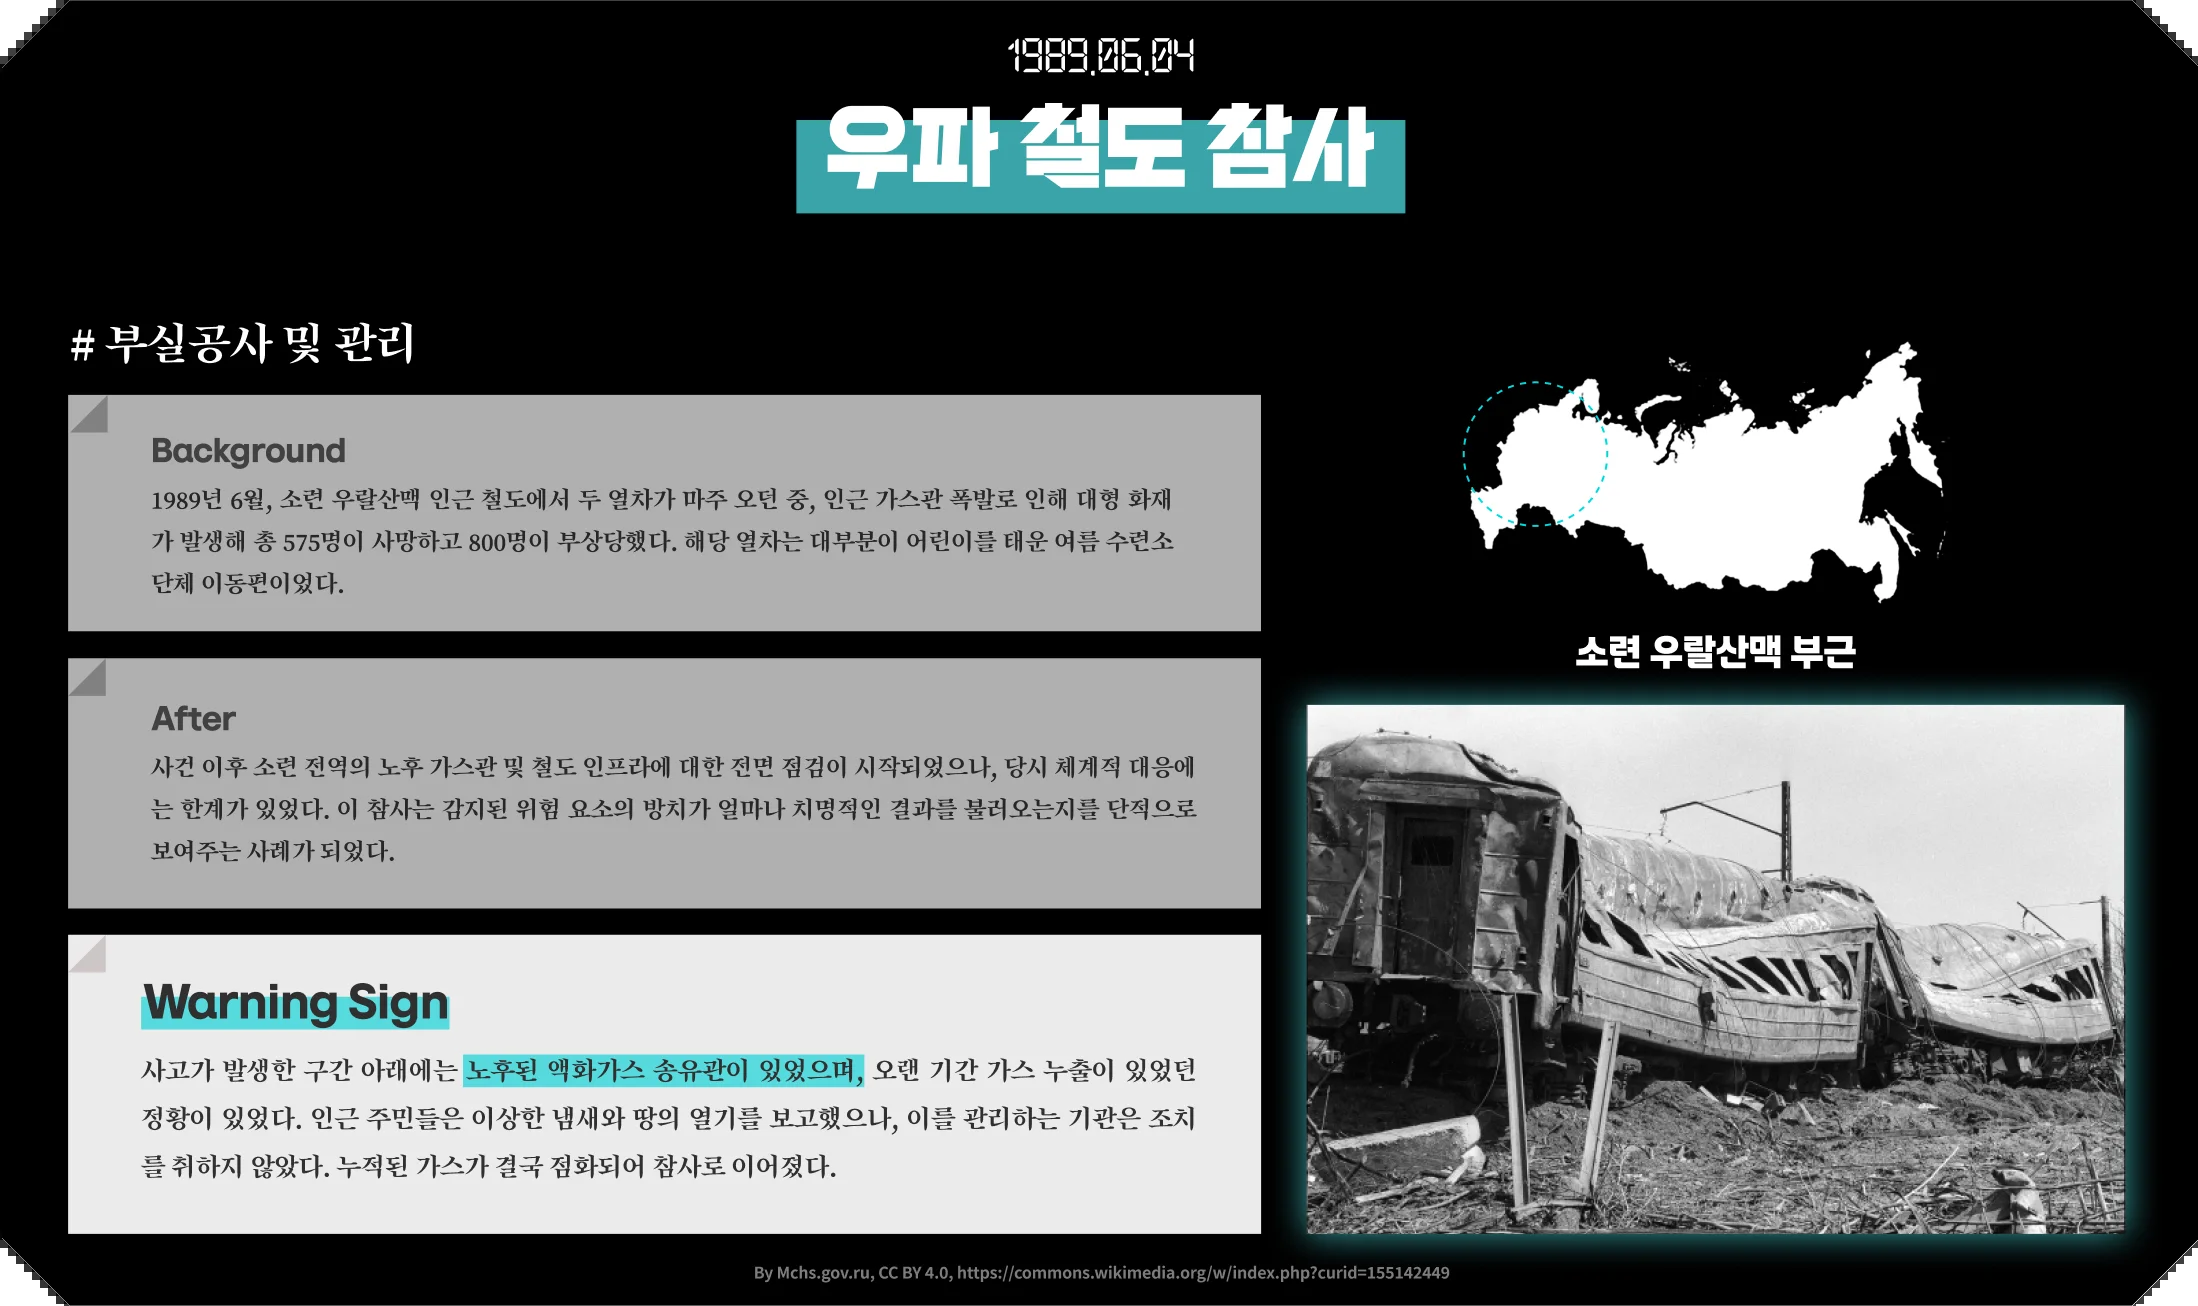 1989.06.04
우파 철도 참사
# 부실공사 및 관리
Background
1989년 6월, 소련 우랄산맥 인근 철도에서 두 열차가 마주 오던 중, 인근 가스관 폭발로 인해 대형 화재
가 발생해 총 575명이 사망하고 800명이 부상당했다. 해당 열차는 대부분이 어린이를 태운 여름 수련소
단체 이동편이었다.
After
사건 이후 소련 전역의 노후 가스관 및 철도 인프라에 대한 전면 점검이 시작되었으나, 당시 체계적 대응에
는 한계가 있었다. 이 참사는 감지된 위험 요소의 방치가 얼마나 치명적인 결과를 불러오는지를 단적으로
보여주는 사례가 되었다.
Warning Sign
사고가 발생한 구간 아래에는 노후된 액화가스 송유관이 있었으며, 오랜 기간 가스 누출이 있었던
정황이 있었다. 인근 주민들은 이상한 냄새와 땅의 열기를 보고했으나, 이를 관리하는 기관은 조치
를 취하지 않았다. 누적된 가스가 결국 점화되어 참사로 이어졌다.
소련 우랄산맥 부근
By Mchs.gov.ru, CC BY 4.0, https://commons.wikimedia.org/w/index.php?curid=155142449